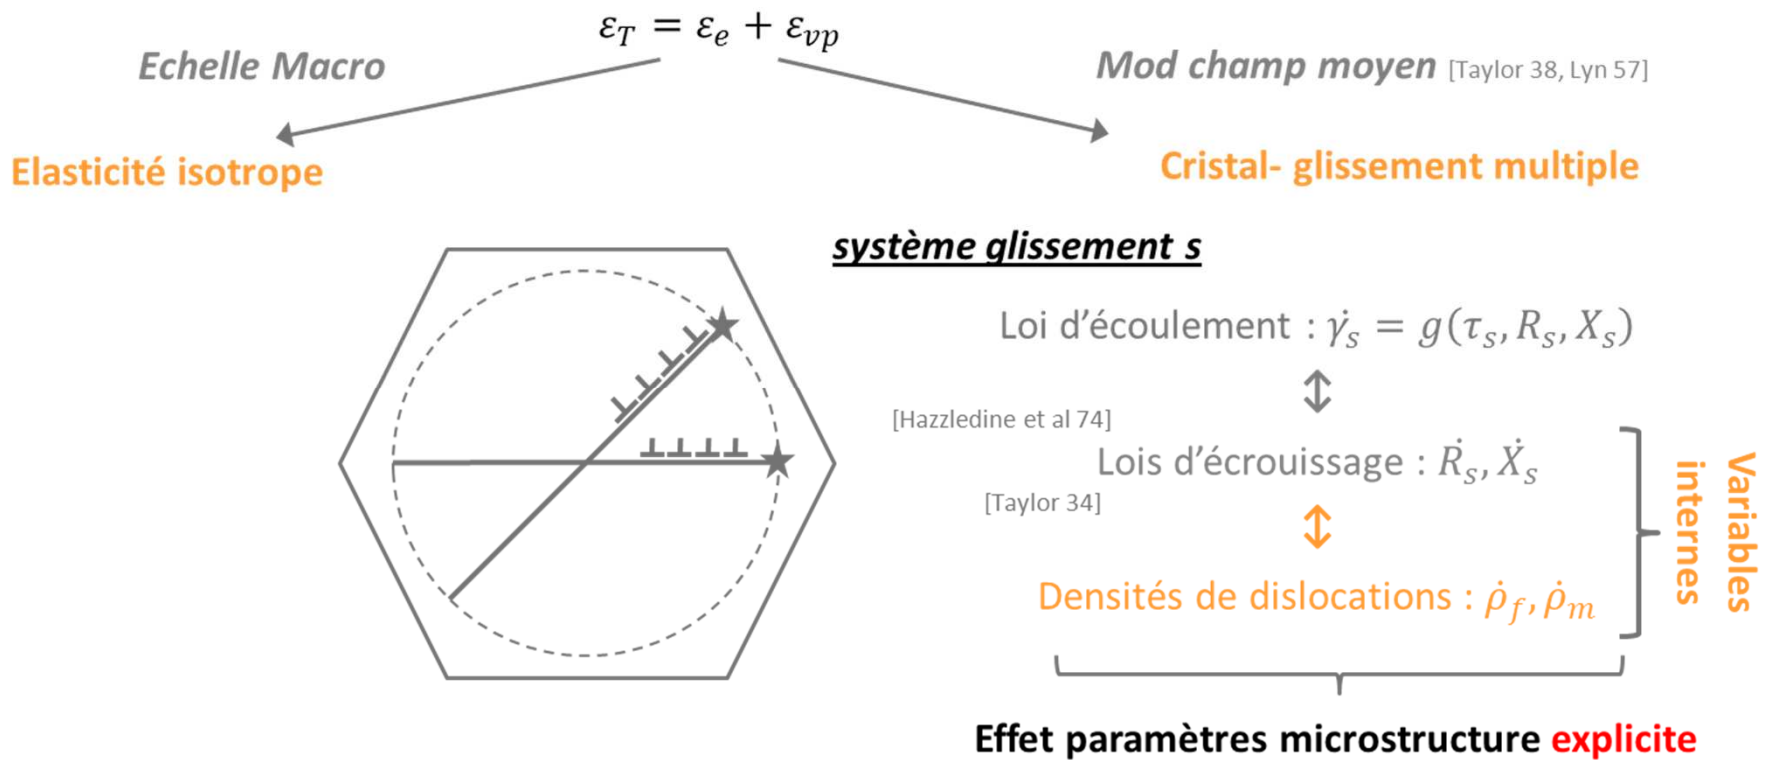 εT = εe + εvp
Echelle Macro
Mod champ moyen [Taylor 38, Lyn 57]
Elasticité isotrope
Cristal- glissement multiple
système glissement s
Loi d’écoulement : γ̇s = g(τs, Rs, Xs)
[Hazzledine et al 74]
Lois d’écrouissage : Ṙs, Ẋs
[Taylor 34]
Densités de dislocations : ρ̇f, ρ̇m
Variables
internes
Effet paramètres microstructure explicite